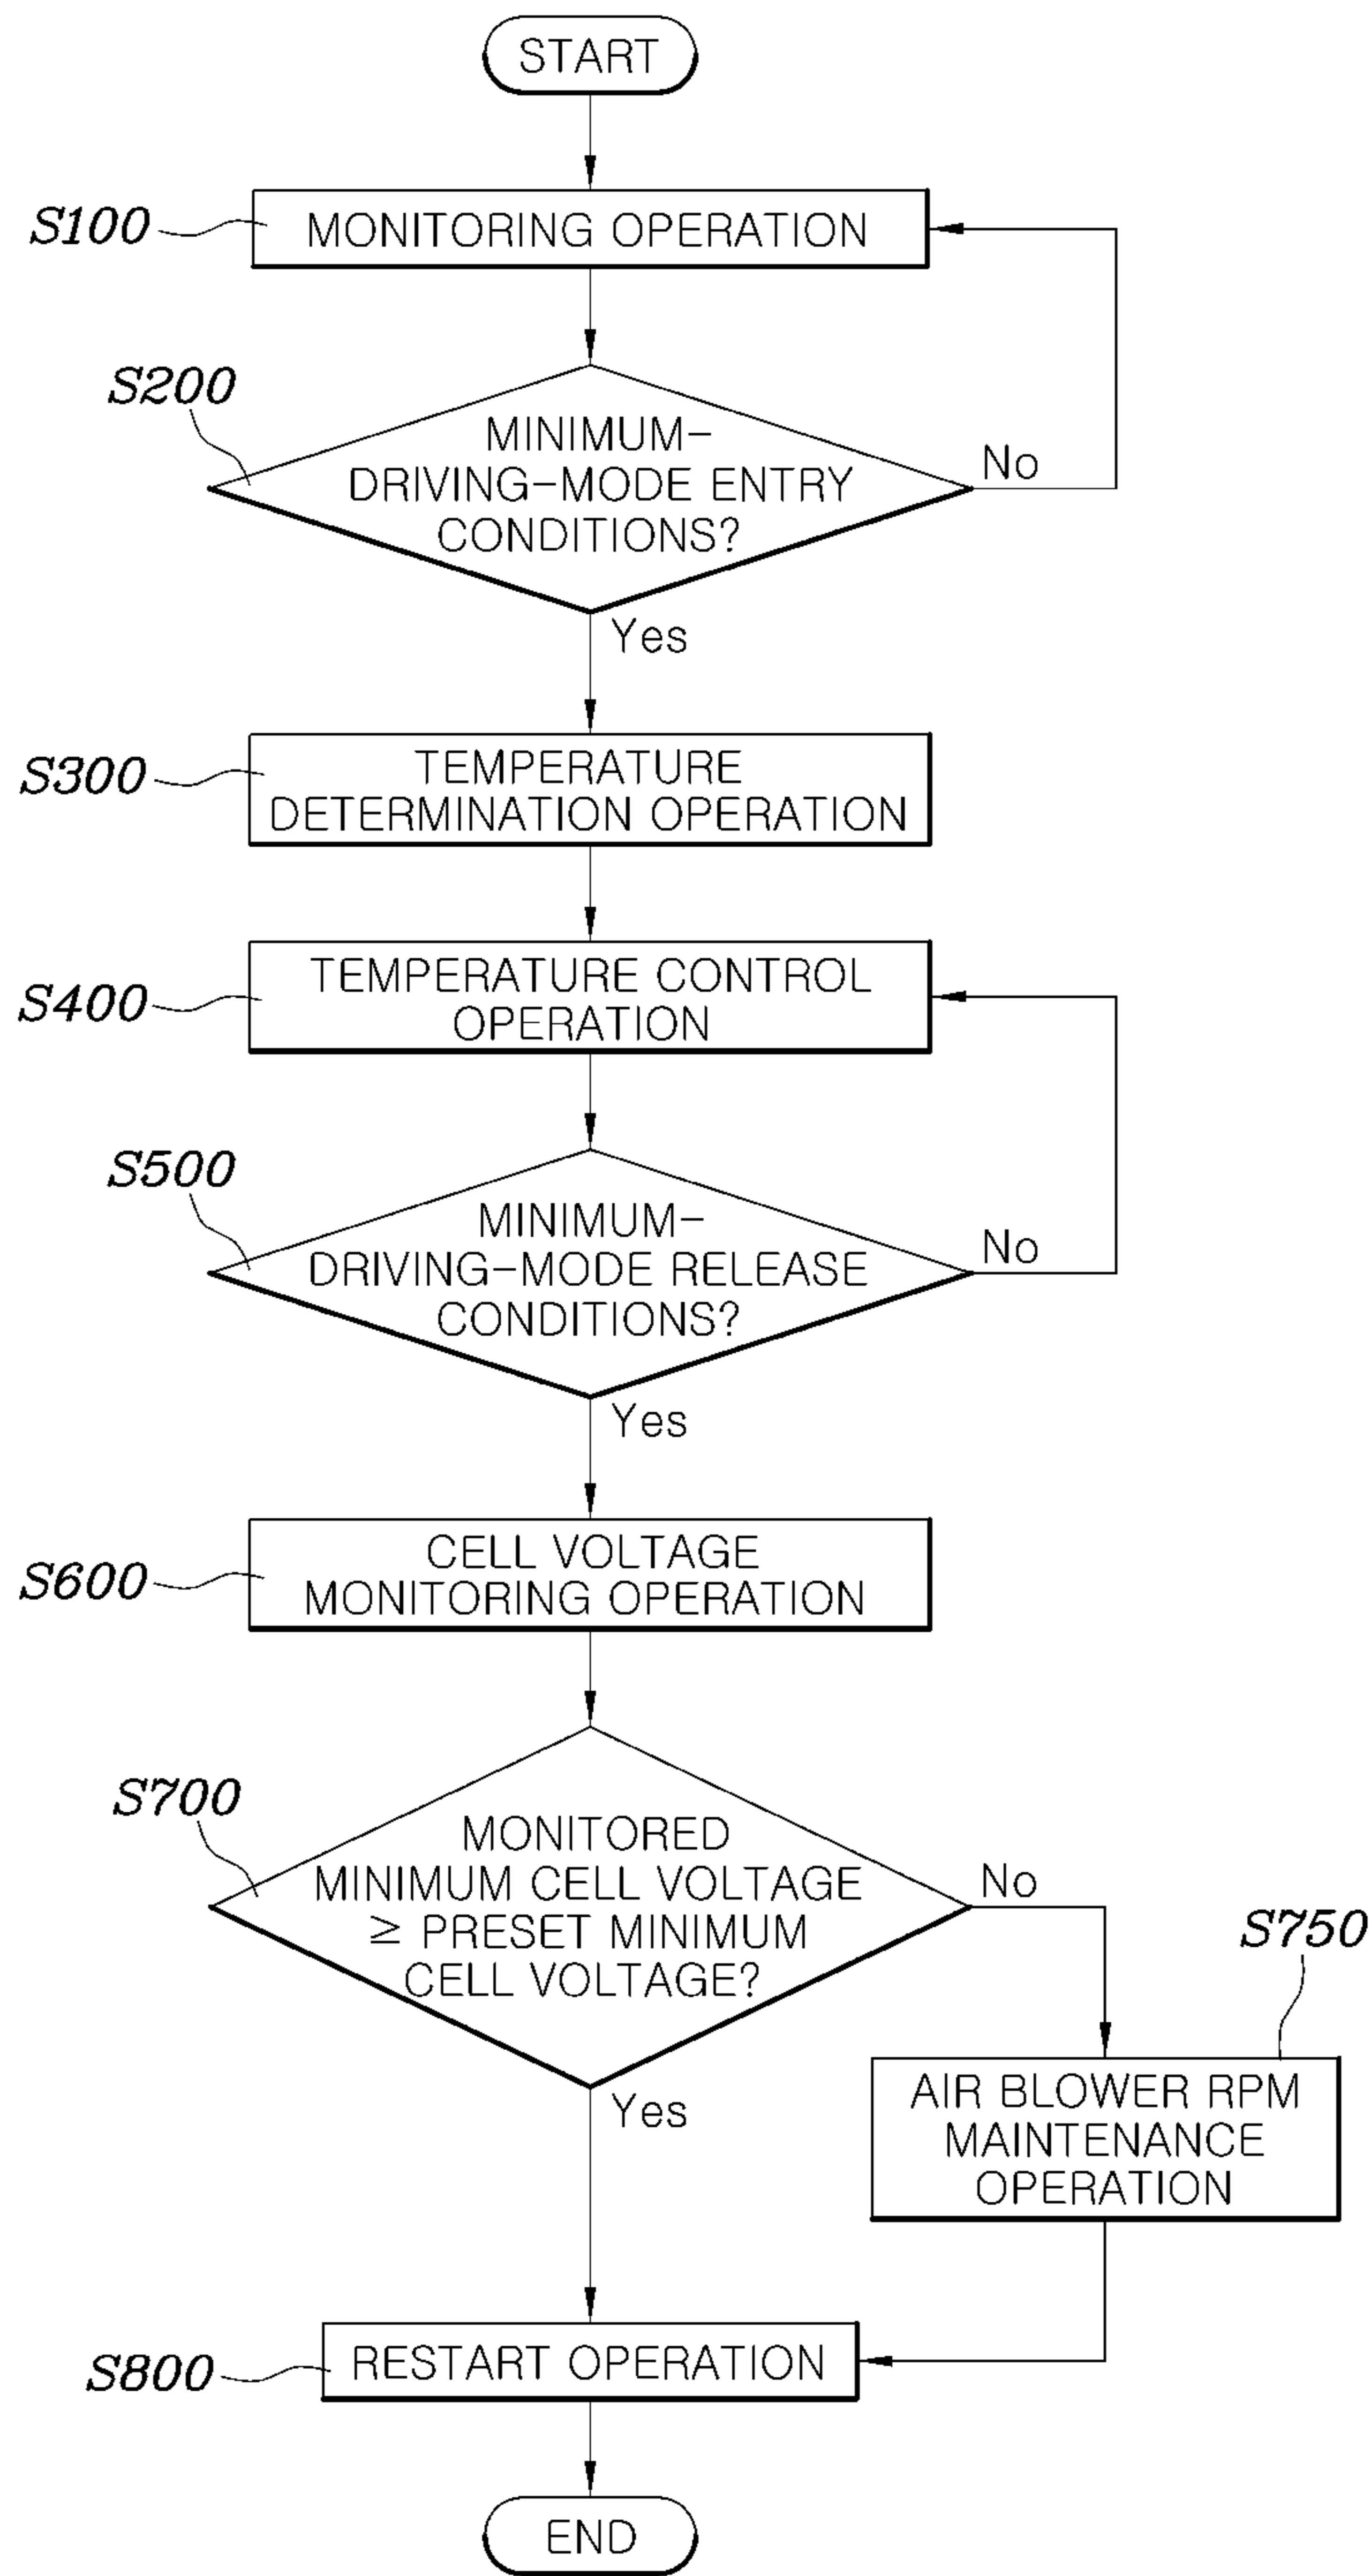 START
S100
MONITORING OPERATION
S200
MINIMUM-
DRIVING-MODE ENTRY
CONDITIONS?
No
Yes
S300
TEMPERATURE
DETERMINATION OPERATION
S400
TEMPERATURE CONTROL
OPERATION
S500
MINIMUM-
DRIVING-MODE RELEASE
CONDITIONS?
No
Yes
S600
CELL VOLTAGE
MONITORING OPERATION
S700
MONITORED
MINIMUM CELL VOLTAGE
≥ PRESET MINIMUM
CELL VOLTAGE?
No
Yes
S750
AIR BLOWER RPM
MAINTENANCE
OPERATION
S800
RESTART OPERATION
END